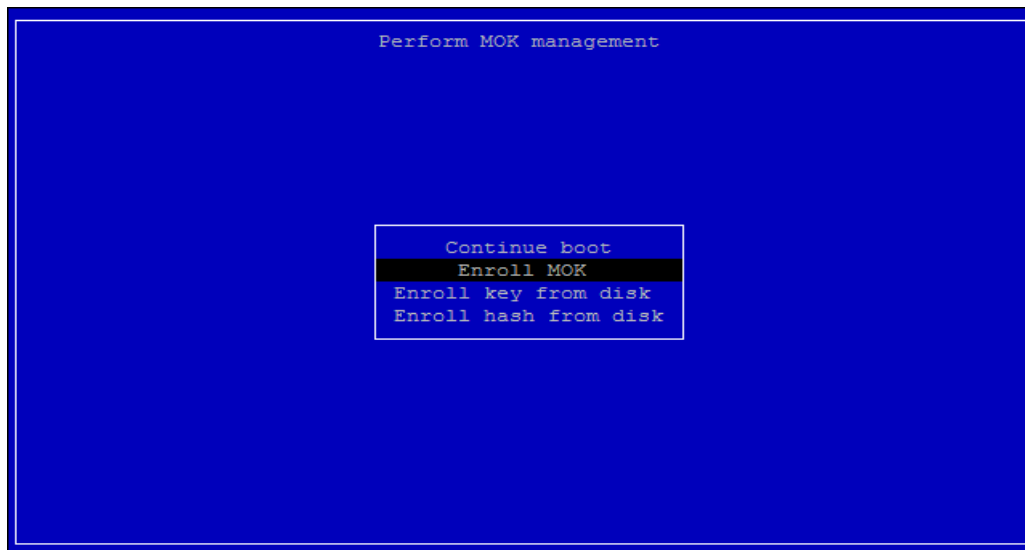 Perform MOK management
Continue boot
Enroll MOK
Enroll key from disk
Enroll hash from disk